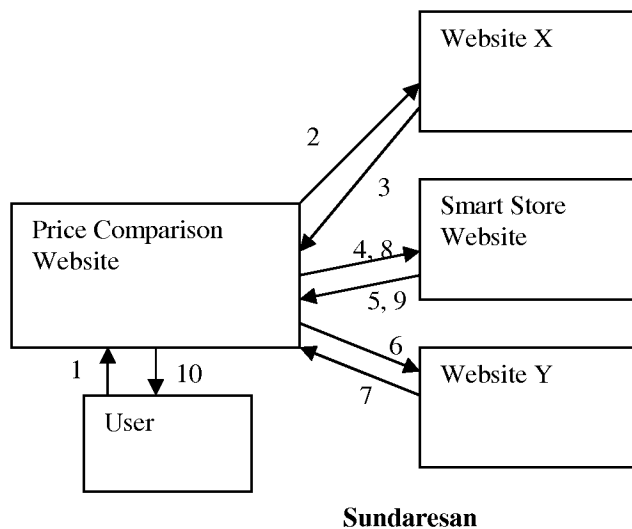 Website X
2
3
Price Comparison
Website
Smart Store
Website
4, 8
5, 9
6
7
Website Y
1
10
User
Sundaresan